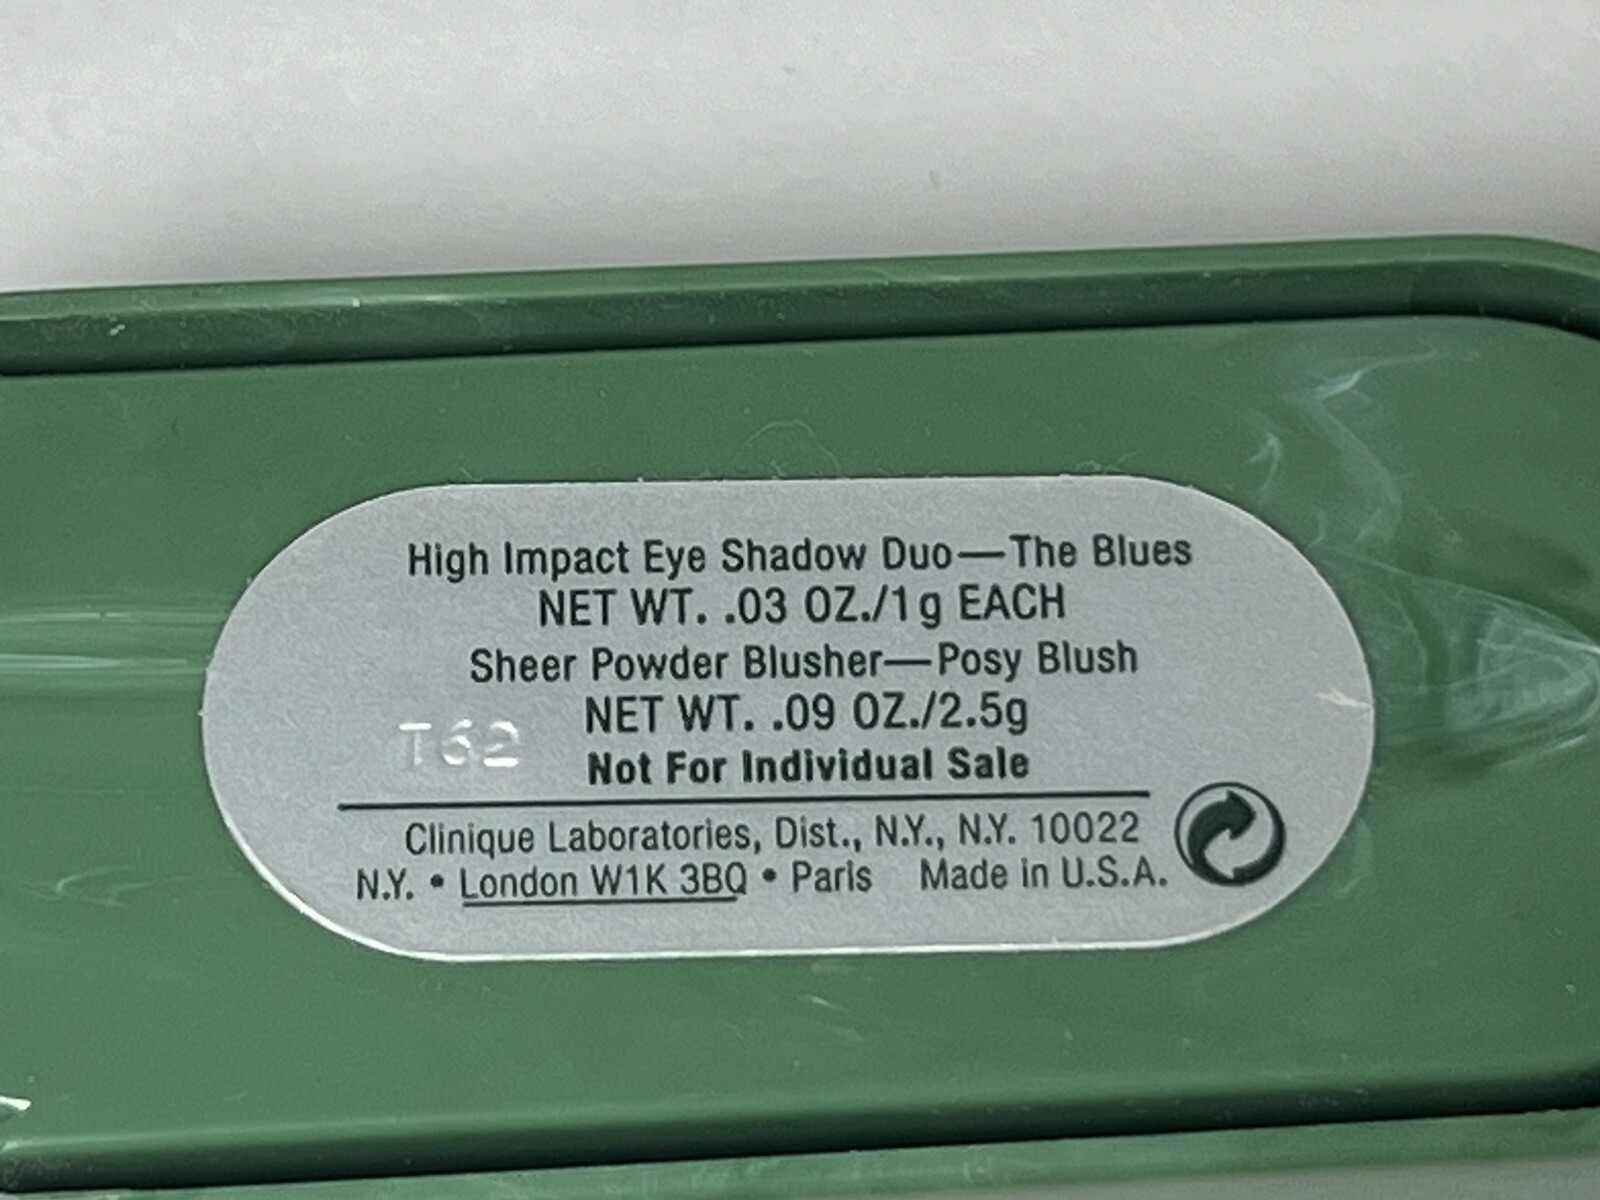 High Impact Eye Shadow Duo—The Blues
NET WT. .03 OZ./1g EACH
Sheer Powder Blusher—Posy Blush
NET WT. .09 OZ./2.5g
T62
Not For Individual Sale
Clinique Laboratories, Dist., N.Y., N.Y. 10022
N.Y. • London W1K 3BQ • Paris Made in U.S.A.